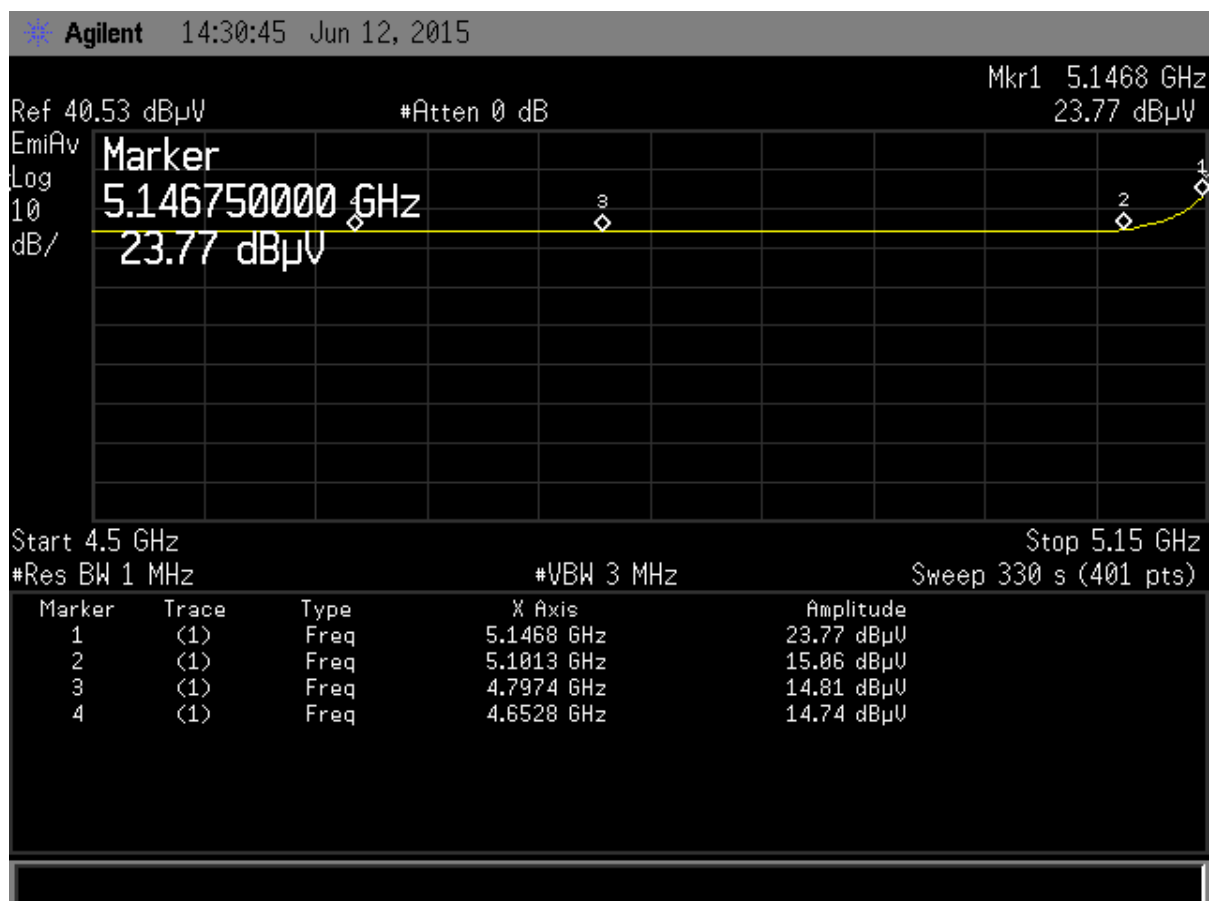 Agilent 14:30:45 Jun 12, 2015
Mkr1 5.1468 GHz
Ref 40.53 dBµV #Atten 0 dB 23.77 dBµV
EmiAv
Log
10
dB/
Marker
5.146750000 GHz
23.77 dBµV
4
3
2
1
Start 4.5 GHz Stop 5.15 GHz
#Res BW 1 MHz #VBW 3 MHz Sweep 330 s (401 pts)
Marker Trace Type X Axis Amplitude
1 (1) Freq 5.1468 GHz 23.77 dBµV
2 (1) Freq 5.1013 GHz 15.06 dBµV
3 (1) Freq 4.7974 GHz 14.81 dBµV
4 (1) Freq 4.6528 GHz 14.74 dBµV